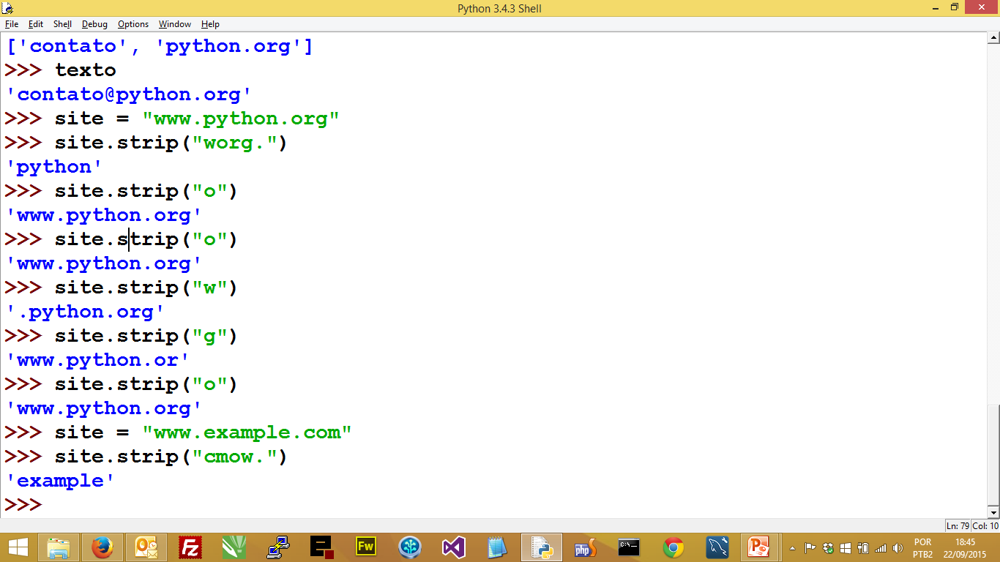 Python 3.4.3 Shell
File Edit Shell Debug Options Window Help
['contato', 'python.org']
>>> texto
'contato@python.org'
>>> site = "www.python.org"
>>> site.strip("worg.")
'python'
>>> site.strip("o")
'www.python.org'
>>> site.strip("o")
'www.python.org'
>>> site.strip("w")
'.python.org'
>>> site.strip("g")
'www.python.or'
>>> site.strip("o")
'www.python.org'
>>> site = "www.example.com"
>>> site.strip("cmow.")
'example'
>>>
Ln: 79 Col: 10
Fz
Fw
php
C:\_
POR 18:45
PTB2 22/09/2015